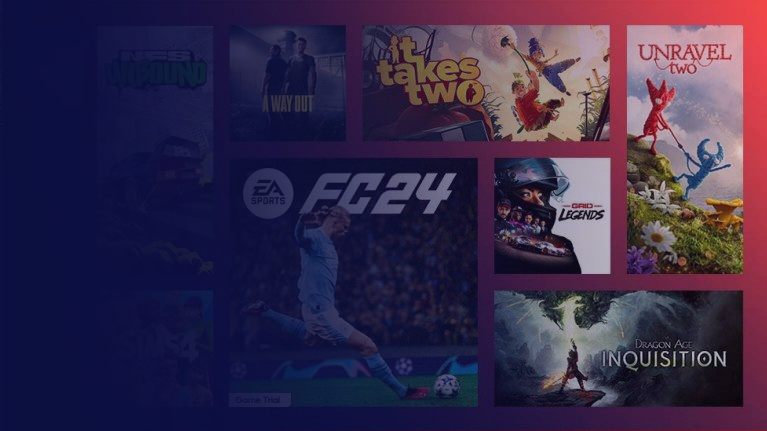 NFS
UNBOUND
A WAY OUT
it
takes
two
UNRAVEL
TWO
EA
SPORTS
FC24
GRID
LEGENDS
DRAGON AGE
INQUISITION
Game Trial